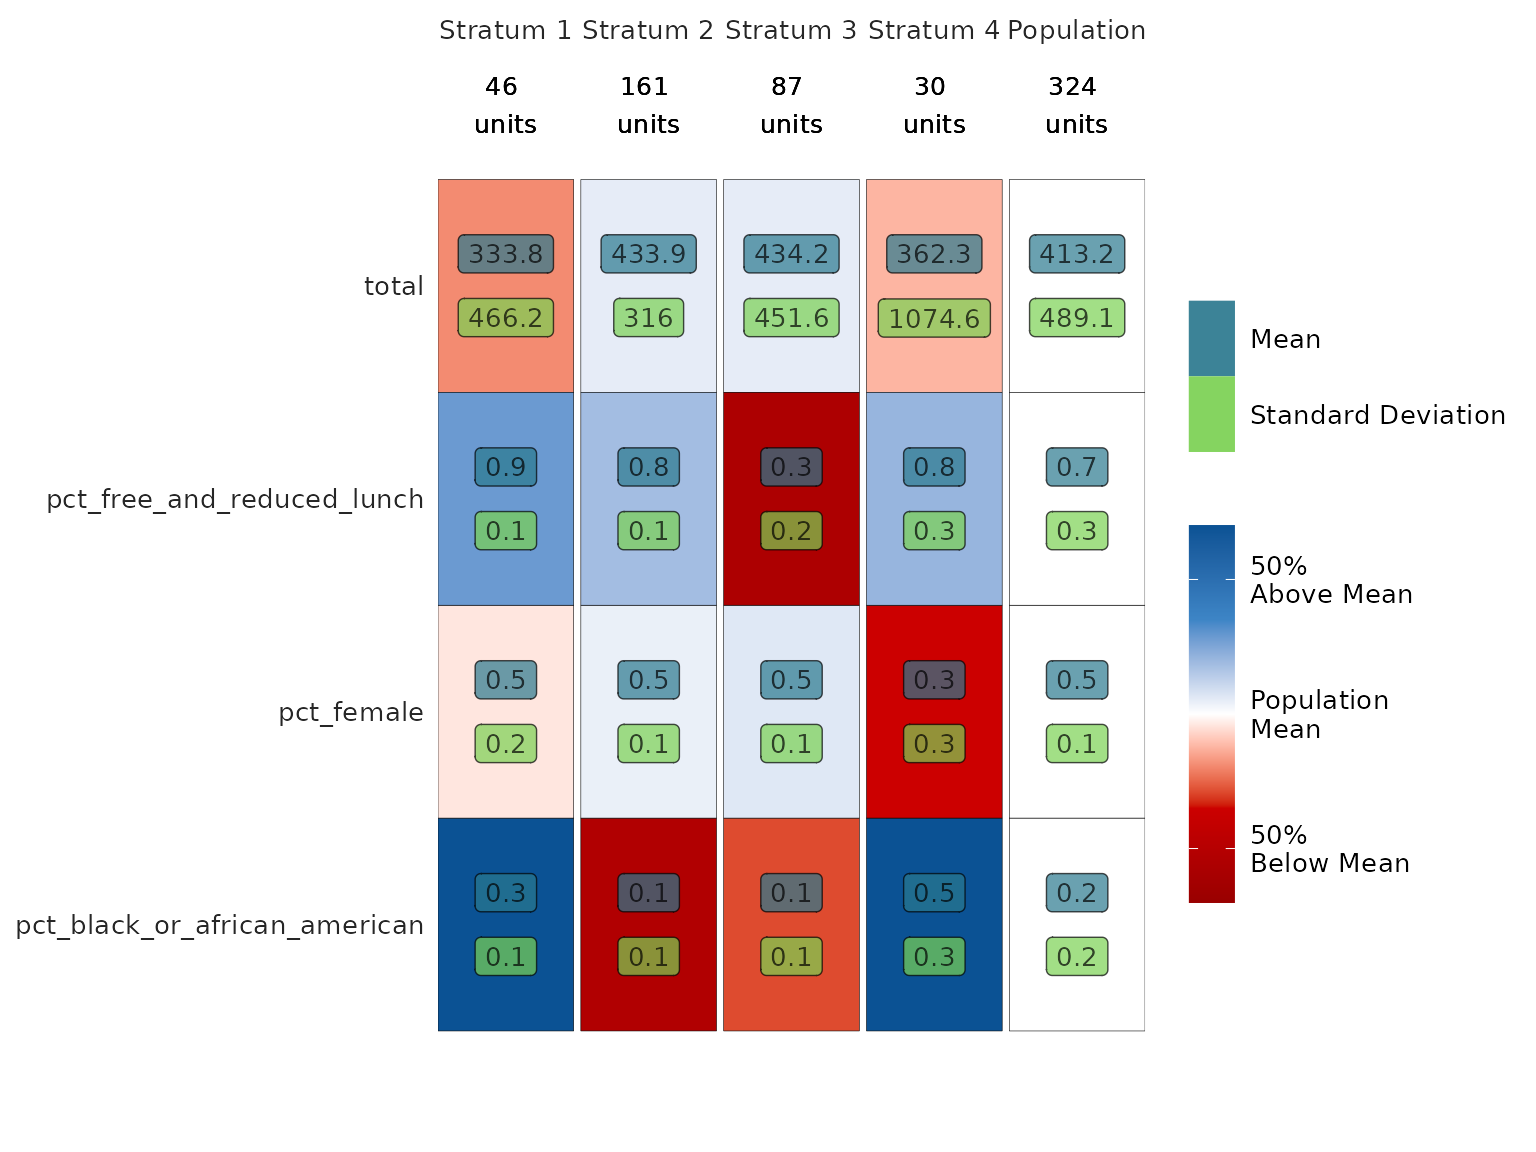 Stratum 1 Stratum 2 Stratum 3 Stratum 4 Population
46 161 87 30 324
units units units units units
total
333.8 433.9 434.2 362.3 413.2
466.2 316 451.6 1074.6 489.1
pct_free_and_reduced_lunch
0.9 0.8 0.3 0.8 0.7
0.1 0.1 0.2 0.3 0.3
pct_female
0.5 0.5 0.5 0.3 0.5
0.2 0.1 0.1 0.3 0.1
pct_black_or_african_american
0.3 0.1 0.1 0.5 0.2
0.1 0.1 0.1 0.3 0.2
Mean
Standard Deviation
50%
Above Mean
Population
Mean
50%
Below Mean